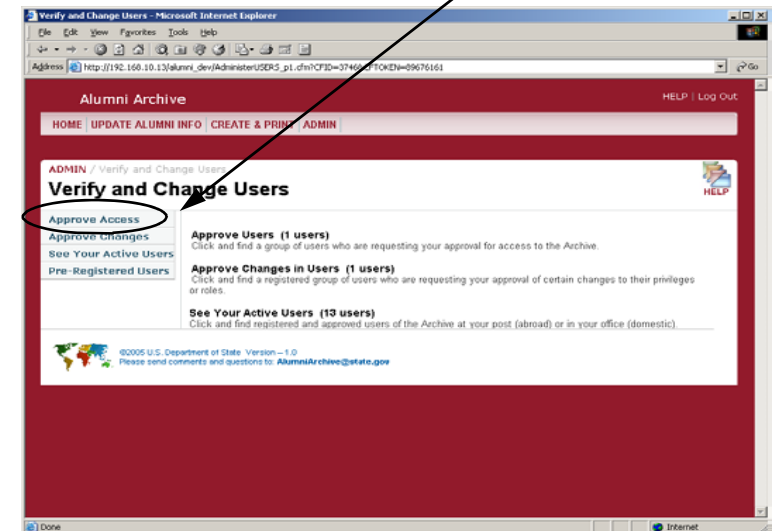 Verify and Change Users - Microsoft Internet Explorer
File Edit View Favorites Tools Help
Address http://192.168.10.13/alumni_dev/AdministerUSERS_p1.cfm?CFID=37460&CFTOKEN=89676161 Go
Alumni Archive HELP | Log Out
HOME UPDATE ALUMNI INFO CREATE & PRINT ADMIN
ADMIN / Verify and Change Users
Verify and Change Users HELP
Approve Access
Approve Changes
See Your Active Users
Pre-Registered Users
Approve Users (1 users)
Click and find a group of users who are requesting your approval for access to the Archive.
Approve Changes in Users (1 users)
Click and find a registered group of users who are requesting your approval of certain changes to their privileges
or roles.
See Your Active Users (13 users)
Click and find registered and approved users of the Archive at your post (abroad) or in your office (domestic)
©2005 U.S. Department of State Version – 1.0
Please send comments and questions to: AlumniArchive@state.gov
Done Internet